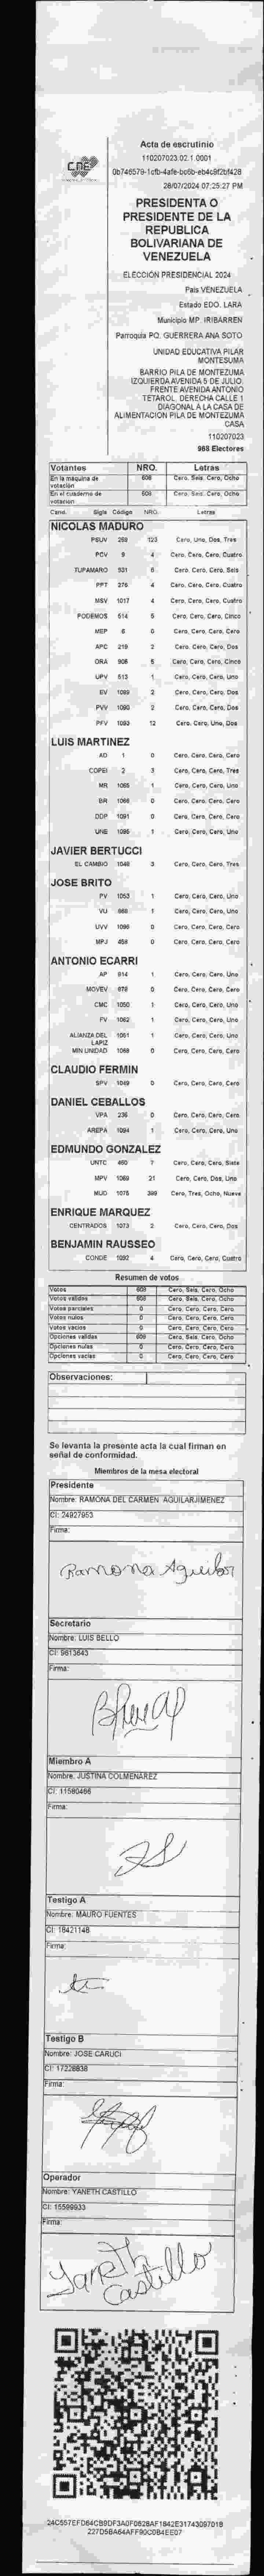 CNE
Acta de escrutinio
110207023.02.1.0001
28/07/2024 07:25:27 PM
PRESIDENTA O
PRESIDENTE DE LA
REPUBLICA
BOLIVARIANA DE
VENEZUELA
ELECCIÓN PRESIDENCIAL 2024
País VENEZUELA
Estado EDO. LARA
Municipio MP. IRIBARREN
Parroquia PQ. GUERRERA ANA SOTO
UNIDAD EDUCATIVA PILAR
MONTESUMA
BARRIO PILA DE MONTEZUMA
IZQUIERDA AVENIDA 5 DE JULIO.
FRENTE AVENIDA ANTONIO
TETAROL. DERECHA CALLE 1
DIAGONAL A LA CASA DE
ALIMENTACION PILA DE MONTEZUMA
CASA
110207023
968 Electores
Votantes NRO. Letras
En la máquina de votación 608 Cero, Seis, Cero, Ocho
En el cuaderno de votación 608 Cero, Seis, Cero, Ocho
Cand. Sigla Código NRO. Letras
NICOLAS MADURO
PSUV 123
PCV 9 4 Cero, Cero, Cero, Cuatro
TUPAMARO 531 6 Cero, Cero, Cero, Seis
PPT 275 4 Cero, Cero, Cero, Cuatro
MSV 1017 4 Cero, Cero, Cero, Cuatro
PODEMOS 514 5 Cero, Cero, Cero, Cinco
MEP 6 0 Cero, Cero, Cero, Cero
APC 219 2 Cero, Cero, Cero, Dos
ORA 908 5 Cero, Cero, Cero, Cinco
UPV 513 1 Cero, Cero, Cero, Uno
EV 1089 2 Cero, Cero, Cero, Dos
PVV 1090 2 Cero, Cero, Cero, Dos
PFV 1093 12 Cero, Cero, Uno, Dos
LUIS MARTINEZ
AD 1 0 Cero, Cero, Cero, Cero
COPEI 2 3 Cero, Cero, Cero, Tres
MR 1065 1 Cero, Cero, Cero, Uno
BR 1066 0 Cero, Cero, Cero, Cero
DDP 1091 0 Cero, Cero, Cero, Cero
UNE 1095 1 Cero, Cero, Cero, Uno
JAVIER BERTUCCI
EL CAMBIO 1048 3 Cero, Cero, Cero, Tres
JOSE BRITO
PV 1053 1 Cero, Cero, Cero, Uno
VU 1 Cero, Cero, Cero, Uno
UVV 1096 0 Cero, Cero, Cero, Cero
MPJ 458 0 Cero, Cero, Cero, Cero
ANTONIO ECARRI
AP 914 1 Cero, Cero, Cero, Uno
MOVEV 0 Cero, Cero, Cero, Cero
CMC 1050 1 Cero, Cero, Cero, Uno
FV 1062 1 Cero, Cero, Cero, Uno
ALIANZA DEL LAPIZ 1061 1 Cero, Cero, Cero, Uno
MIN UNIDAD 1068 0 Cero, Cero, Cero, Cero
CLAUDIO FERMIN
SPV 1049 0 Cero, Cero, Cero, Cero
DANIEL CEBALLOS
VPA 236 0 Cero, Cero, Cero, Cero
AREPA 1094 1 Cero, Cero, Cero, Uno
EDMUNDO GONZALEZ
UNTC 460 7 Cero, Cero, Cero, Siete
MPV 1069 21 Cero, Cero, Dos, Uno
MUD 1075
ENRIQUE MARQUEZ
CENTRADOS 1073 2 Cero, Cero, Cero, Dos
BENJAMIN RAUSSEO
CONDE 1092 4 Cero, Cero, Cero, Cuatro
Resumen de votos
Votos 608 Cero, Seis, Cero, Ocho
Votos válidos 608 Cero, Seis, Cero, Ocho
Votos parciales 0 Cero, Cero, Cero, Cero
Votos nulos 0 Cero, Cero, Cero, Cero
Votos vacíos 0 Cero, Cero, Cero, Cero
Opciones válidas 608 Cero, Seis, Cero, Ocho
Opciones nulas 0 Cero, Cero, Cero, Cero
Opciones vacías 0 Cero, Cero, Cero, Cero
Observaciones:
Se levanta la presente acta la cual firman en
señal de conformidad.
Miembros de la mesa electoral
Presidente
Nombre: RAMONA DEL CARMEN AGUILARJIMENEZ
CI: 24927953
Firma:
Ramona Aguilar
Secretario
Nombre: LUIS BELLO
CI: 9613643
Firma:
Miembro A
Nombre: JUSTINA COLMENAREZ
CI: 11580486
Firma:
Testigo A
Nombre: MAURO FUENTES
CI: 18421148
Firma:
Testigo B
Nombre: JOSE CARUCI
CI: 17228838
Firma:
Operador
Nombre: YANETH CASTILLO
CI: 15599933
Firma:
Yaneth
Castillo